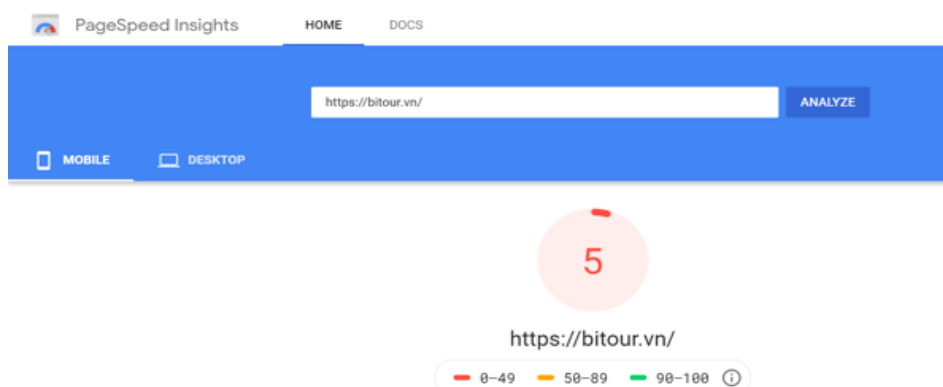 PageSpeed Insights HOME DOCS
https://bitour.vn/ ANALYZE
MOBILE DESKTOP
5
https://bitour.vn/
0-49 50-89 90-100